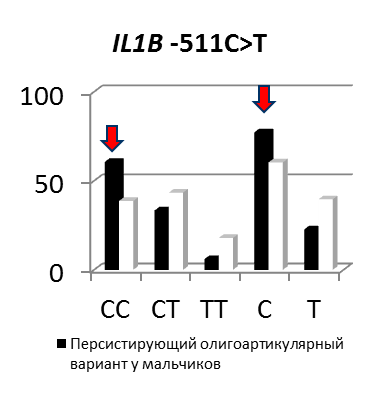 IL1B -511C>T
100
50
0
CC CT TT C T
Персистирующий олигоартикулярный
вариант у мальчиков